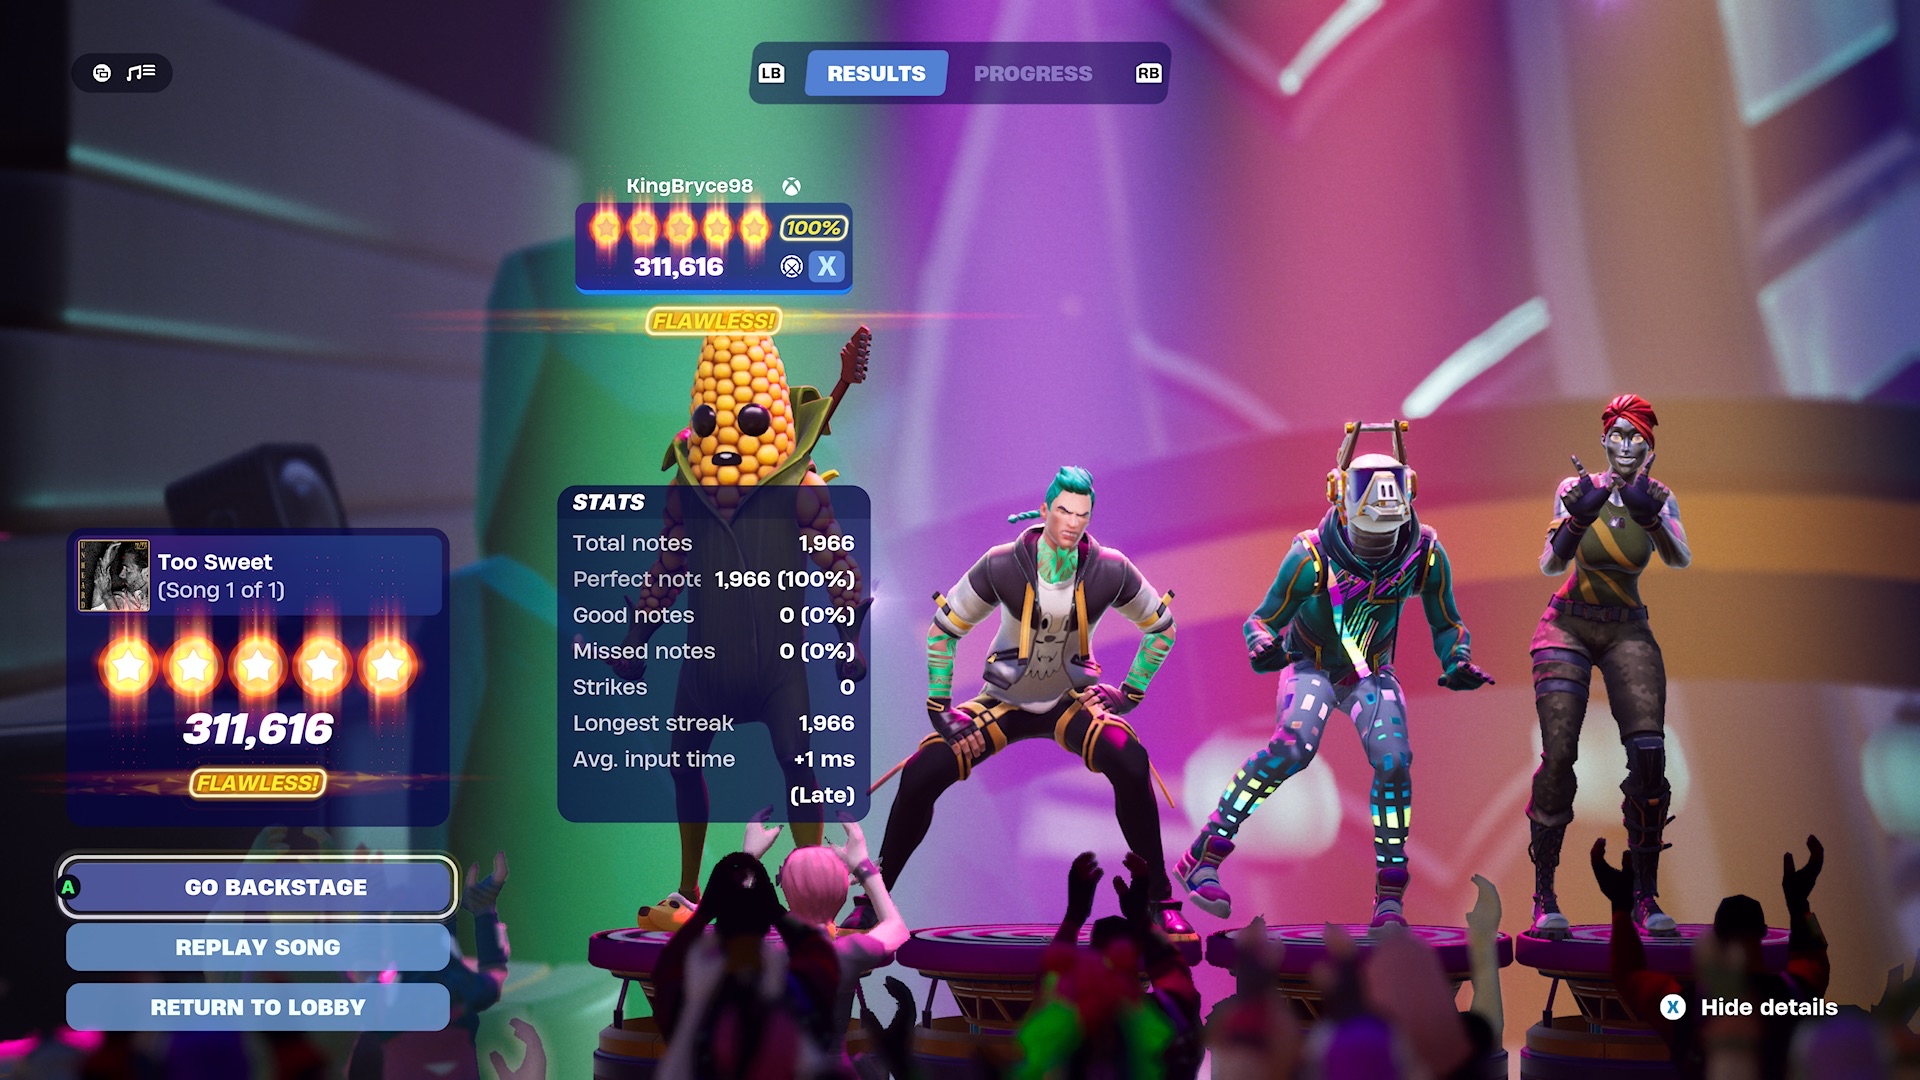 LB RESULTS PROGRESS RB
KingBryce98
100%
311,616
X
FLAWLESS!
STATS
Total notes 1,966
Perfect note 1,966 (100%)
Good notes 0 (0%)
Missed notes 0 (0%)
Strikes 0
Longest streak 1,966
Avg. input time +1 ms
(Late)
Too Sweet
(Song 1 of 1)
311,616
FLAWLESS!
A GO BACKSTAGE
REPLAY SONG
RETURN TO LOBBY
X Hide details